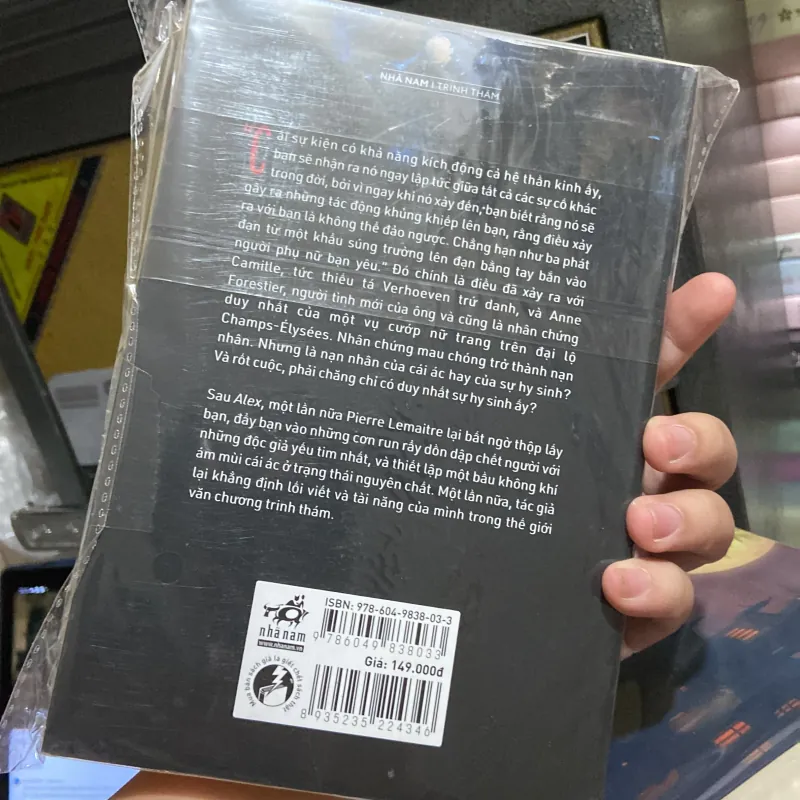 NHÃ NAM | TRINH THÁM
"Cái sự kiện có khả năng kích động cả hệ thần kinh ấy,
bạn sẽ nhận ra nó ngay lập tức giữa tất cả các sự cố khác
trong đời, bởi vì ngay khi nó xảy đến, bạn biết rằng nó sẽ
gây ra những tác động khủng khiếp lên bạn, rằng điều xảy
ra với bạn là không thể đảo ngược. Chẳng hạn như ba phát
đạn từ một khẩu súng trường lên đạn bằng tay bắn vào
người phụ nữ bạn yêu." Đó chính là điều đã xảy ra với
Camille, tức thiếu tá Verhoeven trứ danh, và Anne
Forestier, người tình mới của ông và cũng là nhân chứng
duy nhất của một vụ cướp nữ trang trên đại lộ
Champs-Élysées. Nhân chứng mau chóng trở thành nạn
nhân. Nhưng là nạn nhân của cái ác hay của sự hy sinh?
Và rốt cuộc, phải chăng chỉ có duy nhất sự hy sinh ấy?
Sau Alex, một lần nữa Pierre Lemaitre lại bất ngờ thộp lấy
bạn, đẩy bạn vào những cơn run rẩy dồn dập chết người với
những độc giả yếu tim nhất, và thiết lập một bầu không khí
ám mùi cái ác ở trạng thái nguyên chất. Một lần nữa, tác giả
lại khẳng định lối viết và tài năng của mình trong thế giới
văn chương trinh thám.
ISBN: 978-604-9838-03-3
nhã nam
www.nhanam.vn
9 786049 838033
Giá: 149.000đ
Mua bán sách giả là giết chết sách thật
8 935235 224346